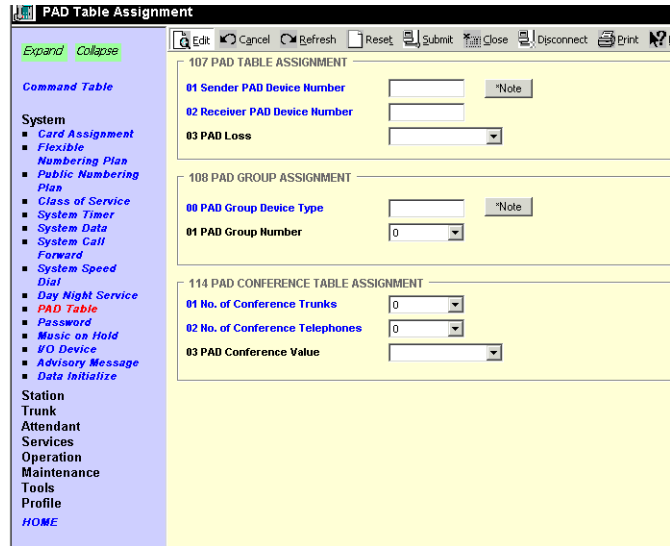 PAD Table Assignment
Edit Cancel Refresh Reset Submit Close Disconnect Print
Expand Collapse
Command Table
System
Card Assignment
Flexible
Numbering Plan
Public Numbering
Plan
Class of Service
System Timer
System Data
System Call
Forward
System Speed
Dial
Day Night Service
PAD Table
Password
Music on Hold
I/O Device
Advisory Message
Data Initialize
Station
Trunk
Attendant
Services
Operation
Maintenance
Tools
Profile
HOME
107 PAD TABLE ASSIGNMENT
01 Sender PAD Device Number *Note
02 Receiver PAD Device Number
03 PAD Loss
108 PAD GROUP ASSIGNMENT
00 PAD Group Device Type *Note
01 PAD Group Number 0
114 PAD CONFERENCE TABLE ASSIGNMENT
01 No. of Conference Trunks 0
02 No. of Conference Telephones 0
03 PAD Conference Value